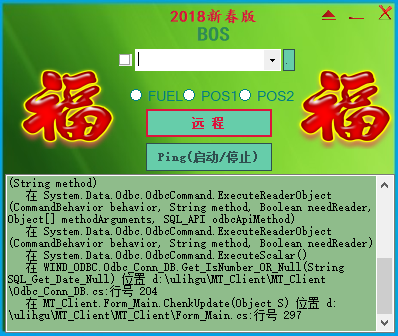 2018新春版
BOS
福
福
FUEL POS1 POS2
远 程
Ping(启动/停止)
(String method)
在 System.Data.Odbc.OdbcCommand.ExecuteReaderObject
(CommandBehavior behavior, String method, Boolean needReader,
Object[] methodArguments, SQL_API odbcApiMethod)
在 System.Data.Odbc.OdbcCommand.ExecuteReaderObject
(CommandBehavior behavior, String method, Boolean needReader)
在 System.Data.Odbc.OdbcCommand.ExecuteScalar()
在 WIND_ODBC.Odbc_Conn_DB.Get_IsNumber_OR_Null(String
SQL_Get_Date_Null) 位置 d:\ulihgu\MT_Client\MT_Client
\Odbc_Conn_DB.cs:行号 204
在 MT_Client.Form_Main.ChenkUpdate(Object S) 位置 d:
\ulihgu\MT_Client\MT_Client\Form_Main.cs:行号 297